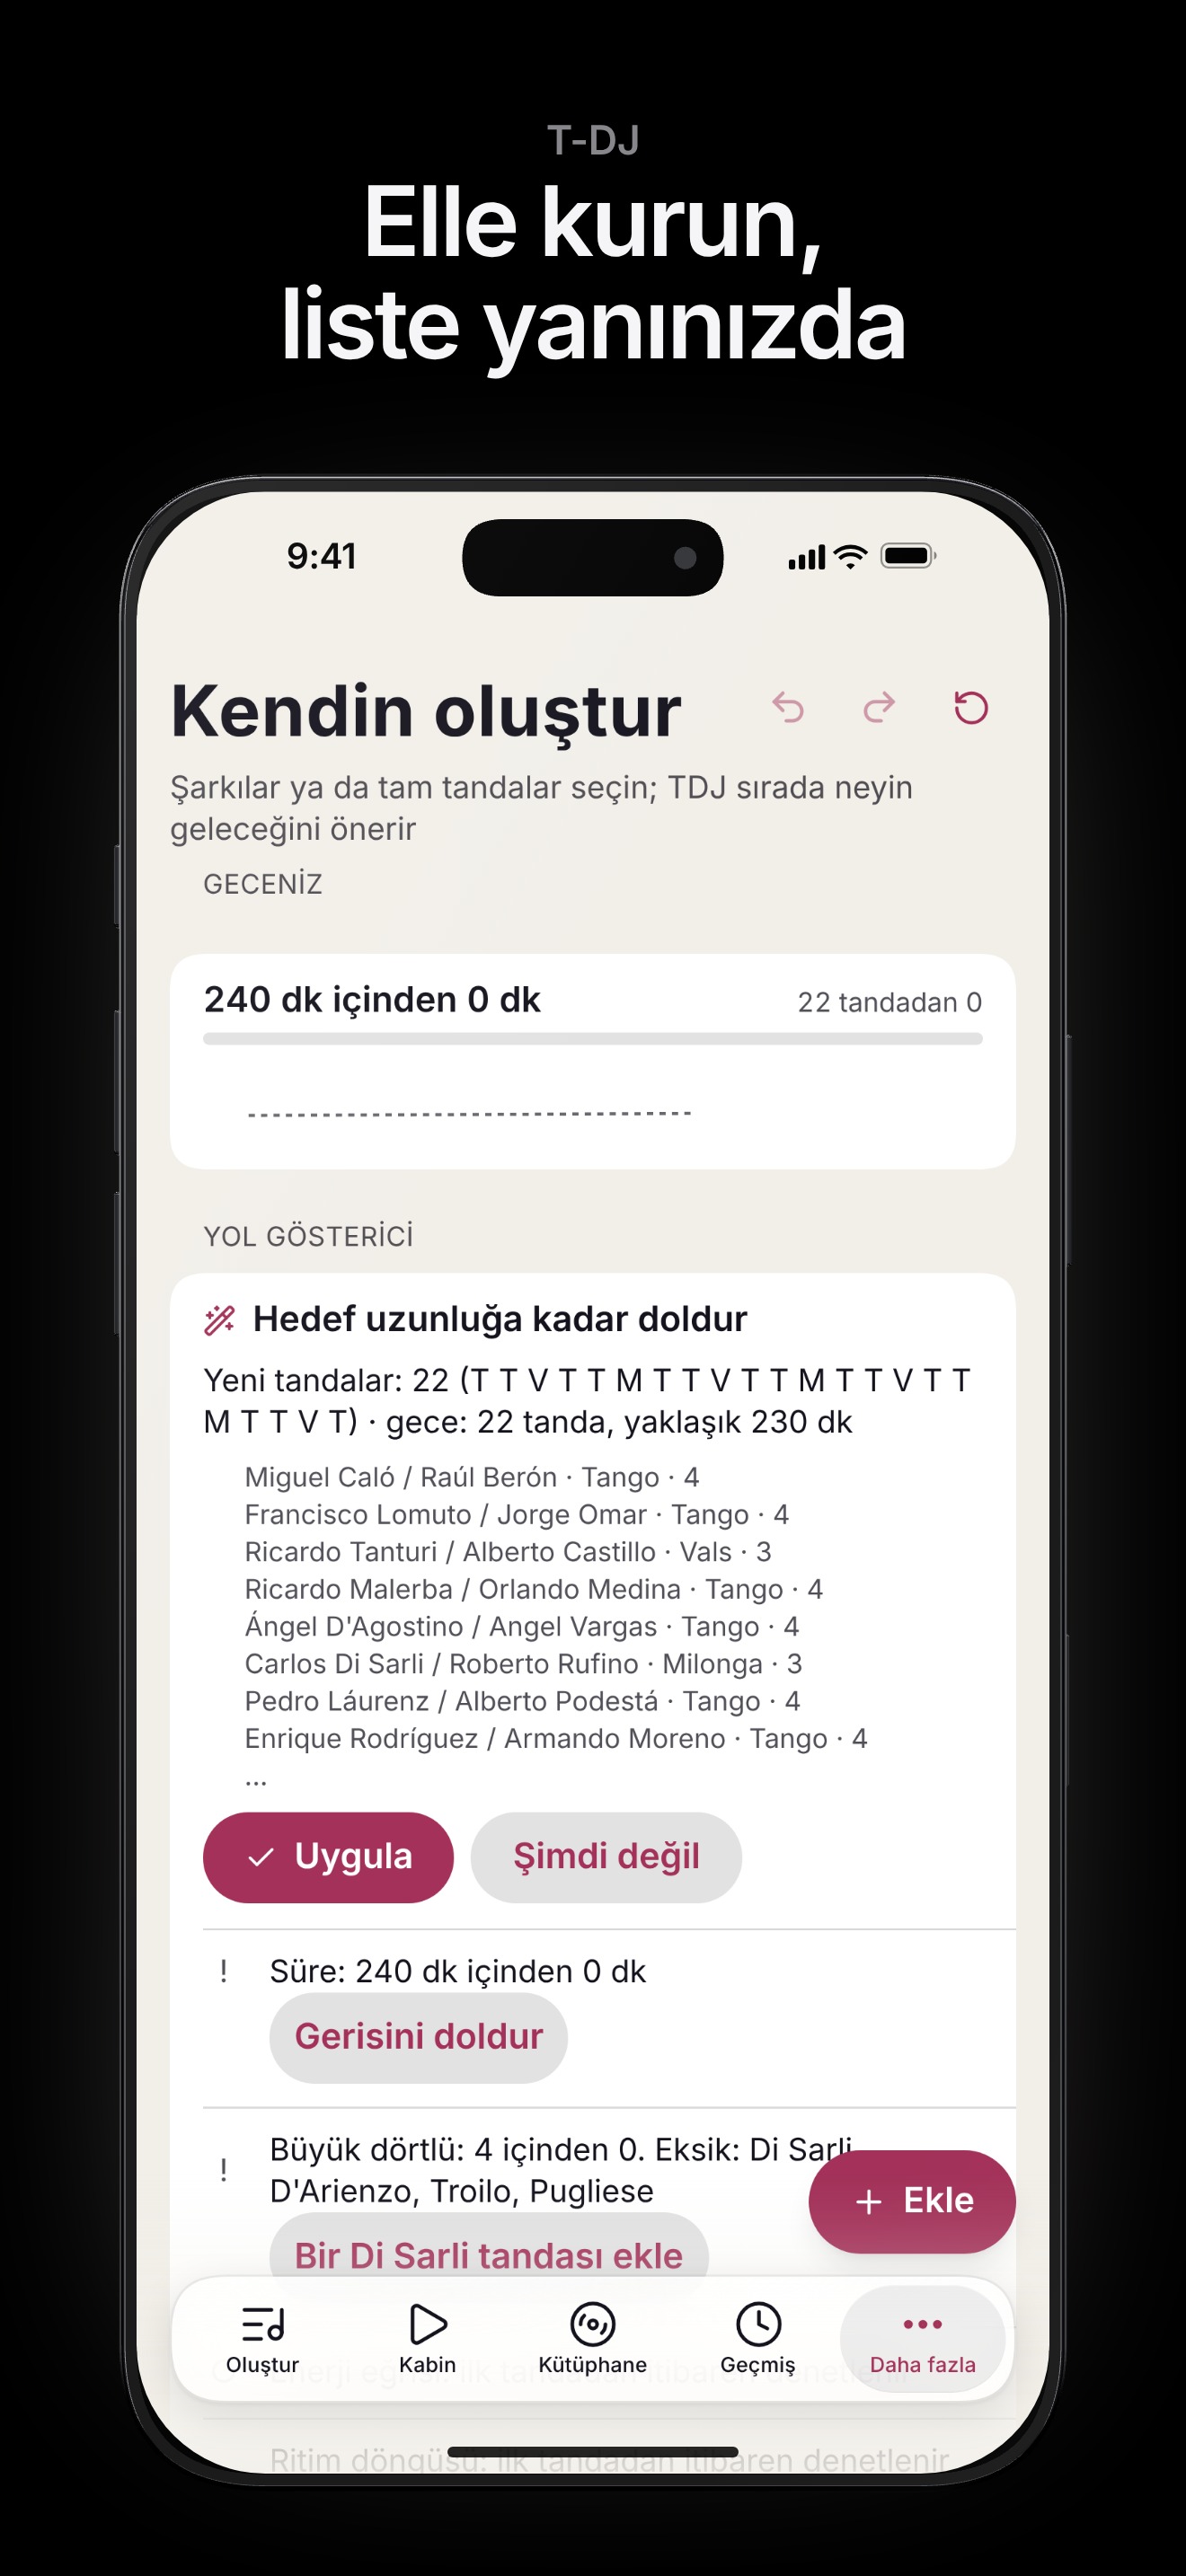 T-DJ
Elle kurun,
liste yanınızda
9:41
Kendin oluştur
Şarkılar ya da tam tandalar seçin; TDJ sırada neyin
geleceğini önerir
GECENİZ
240 dk içinden 0 dk
22 tandadan 0
YOL GÖSTERİCİ
Hedef uzunluğa kadar doldur
Yeni tandalar: 22 (T T V T T M T T V T T M T T V T T
M T T V T) · gece: 22 tanda, yaklaşık 230 dk
Miguel Caló / Raúl Berón · Tango · 4
Francisco Lomuto / Jorge Omar · Tango · 4
Ricardo Tanturi / Alberto Castillo · Vals · 3
Ricardo Malerba / Orlando Medina · Tango · 4
Ángel D'Agostino / Angel Vargas · Tango · 4
Carlos Di Sarli / Roberto Rufino · Milonga · 3
Pedro Láurenz / Alberto Podestá · Tango · 4
Enrique Rodríguez / Armando Moreno · Tango · 4
...
Uygula
Şimdi değil
! Süre: 240 dk içinden 0 dk
Gerisini doldur
! Büyük dörtlü: 4 içinden 0. Eksik: Di Sarli,
D'Arienzo, Troilo, Pugliese
+ Ekle
Bir Di Sarli tandası ekle
Oluştur
Kabin
Kütüphane
Geçmiş
Daha fazla
Ritim döngüsü: ilk tandadan itibaren denetlenir